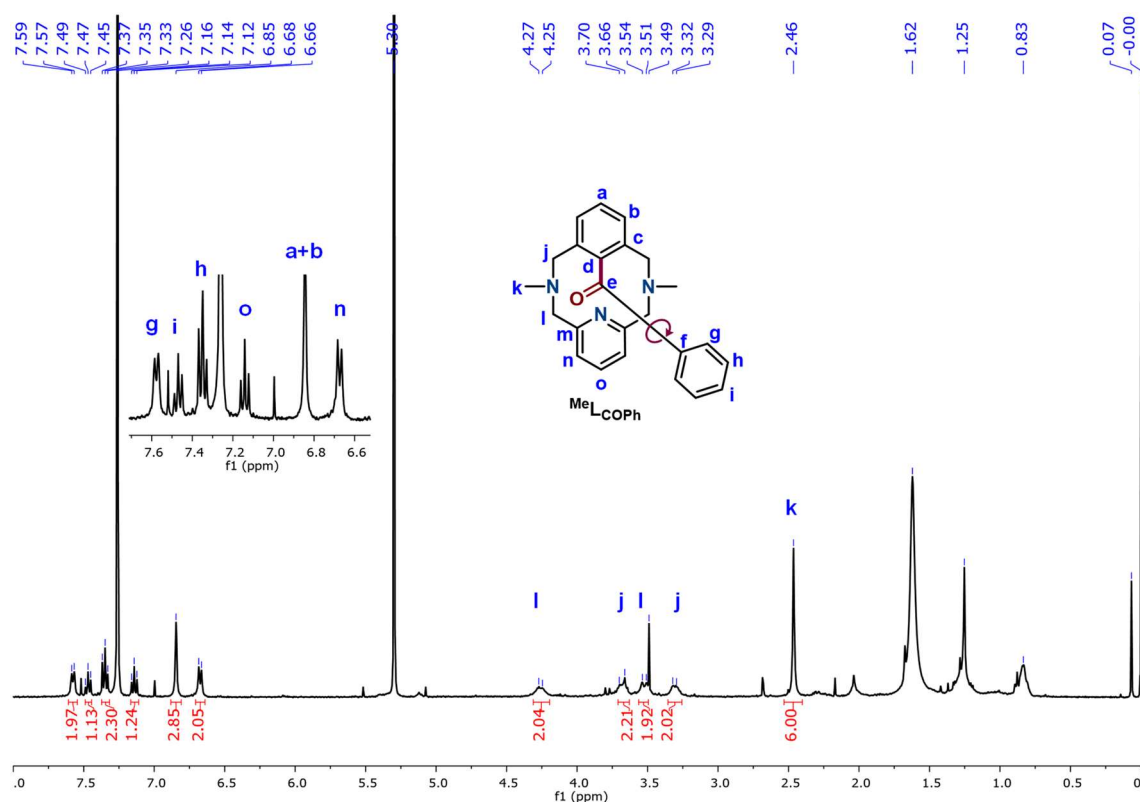 7.59 7.57 7.49 7.47 7.45 7.37 7.35 7.33 7.26 7.16 7.14 7.12 6.85 6.68 6.66 5.30 4.27 4.25 3.70 3.66 3.54 3.51 3.49 3.32 3.29 2.46 1.62 1.25 0.83 0.07 -0.00
a
b
c
j
d
k
N
e
N
O
N
l
m
f
g
n
h
o
i
MeLCOPh
a+b
h
o
n
g
i
7.6 7.4 7.2 7.0 6.8 6.6
f1 (ppm)
l
j
l
j
k
1.97 1.13 2.30 1.24 2.85 2.05 2.04 2.21 1.92 2.02 6.00
.0 7.5 7.0 6.5 6.0 5.5 5.0 4.5 4.0 3.5 3.0 2.5 2.0 1.5 1.0 0.5 0
f1 (ppm)